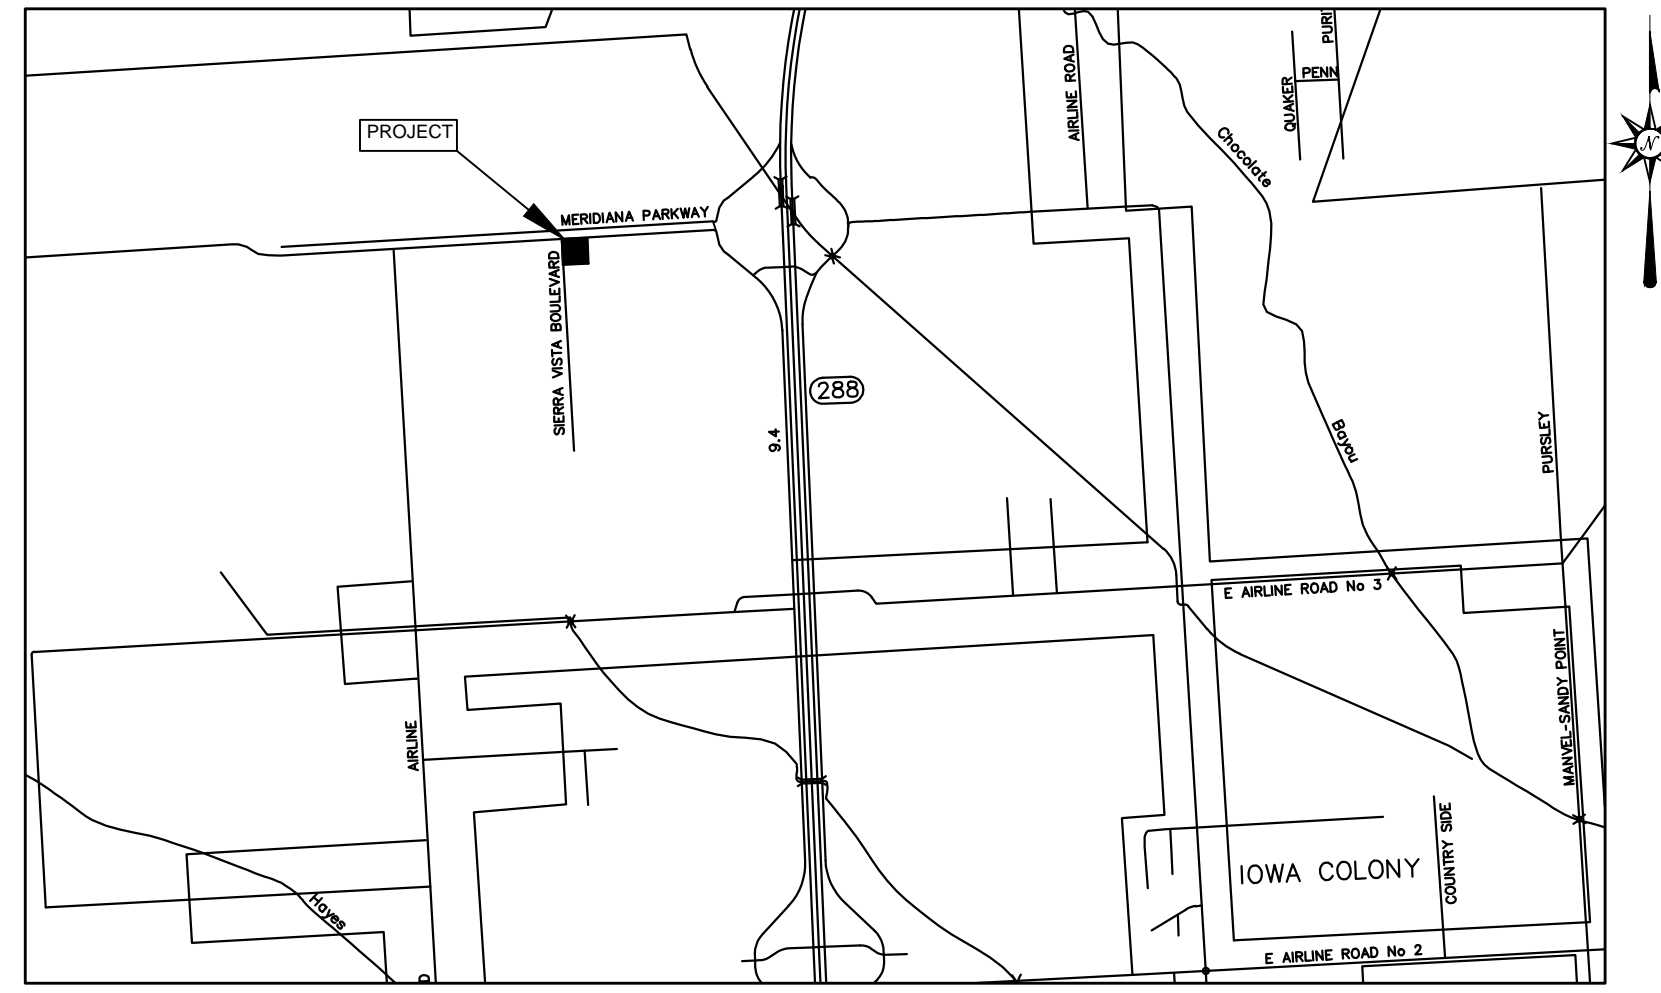 PURI
AIRLINE ROAD
PENN
QUAKER
PROJECT
Chocolate
N
MERIDIANA PARKWAY
SIERRA VISTA BOULEVARD
288
9.4
Bayou
PURSLEY
E AIRLINE ROAD No 3
MANVEL-SANDY POINT
AIRLINE
COUNTRY SIDE
IOWA COLONY
Hayes
E AIRLINE ROAD No 2
D